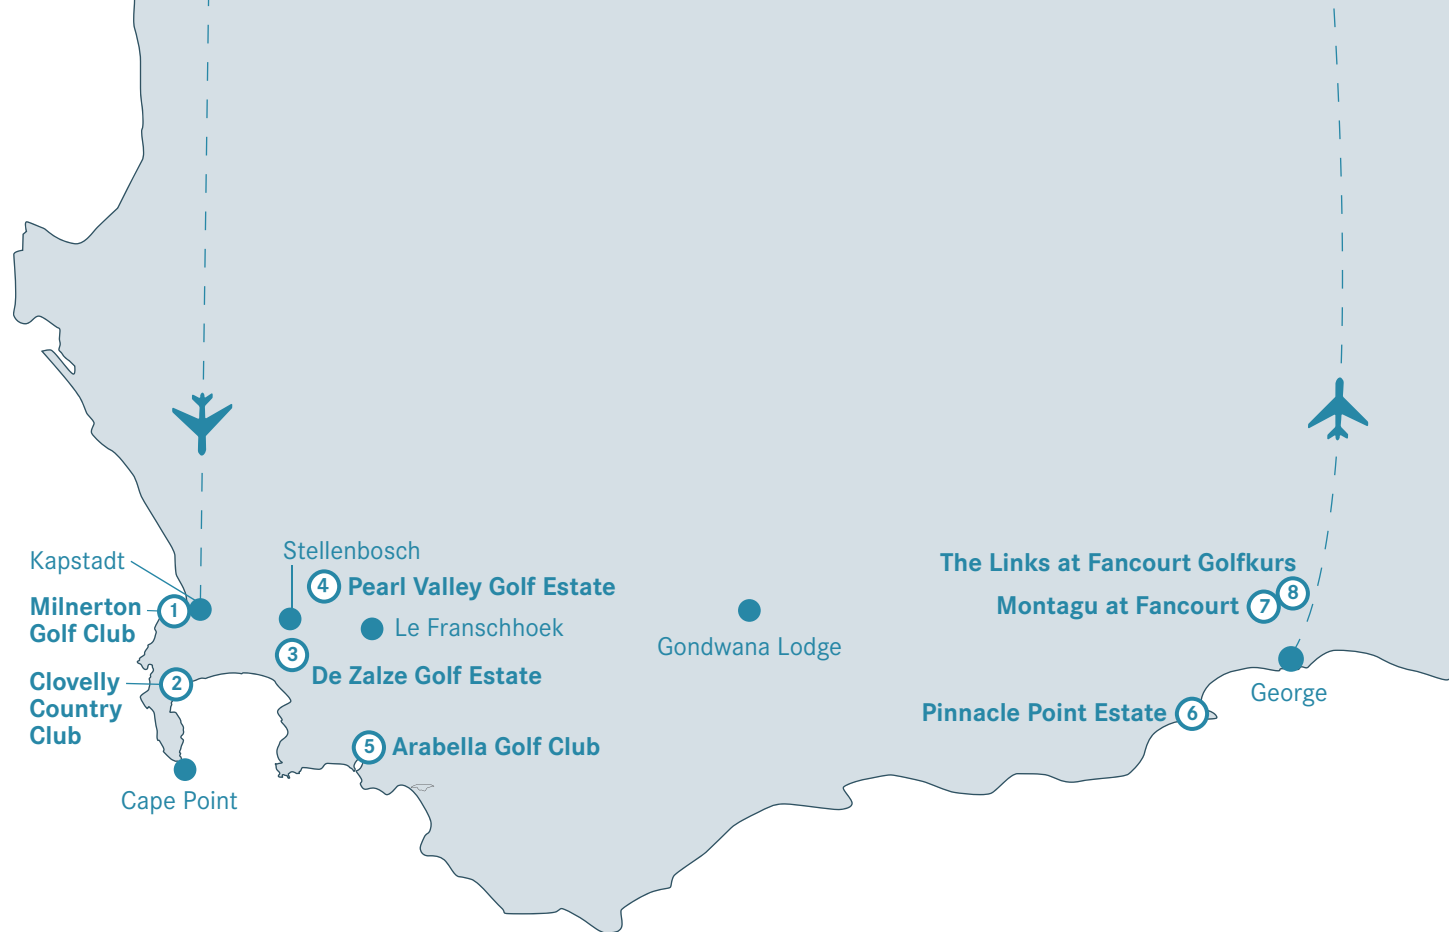 Kapstadt
Milnerton
Golf Club
1
Clovelly
Country
Club
2
Cape Point
Stellenbosch
4 Pearl Valley Golf Estate
Le Franschhoek
3
De Zalze Golf Estate
5 Arabella Golf Club
Gondwana Lodge
The Links at Fancourt Golfkurs
8
Montagu at Fancourt 7
George
Pinnacle Point Estate 6